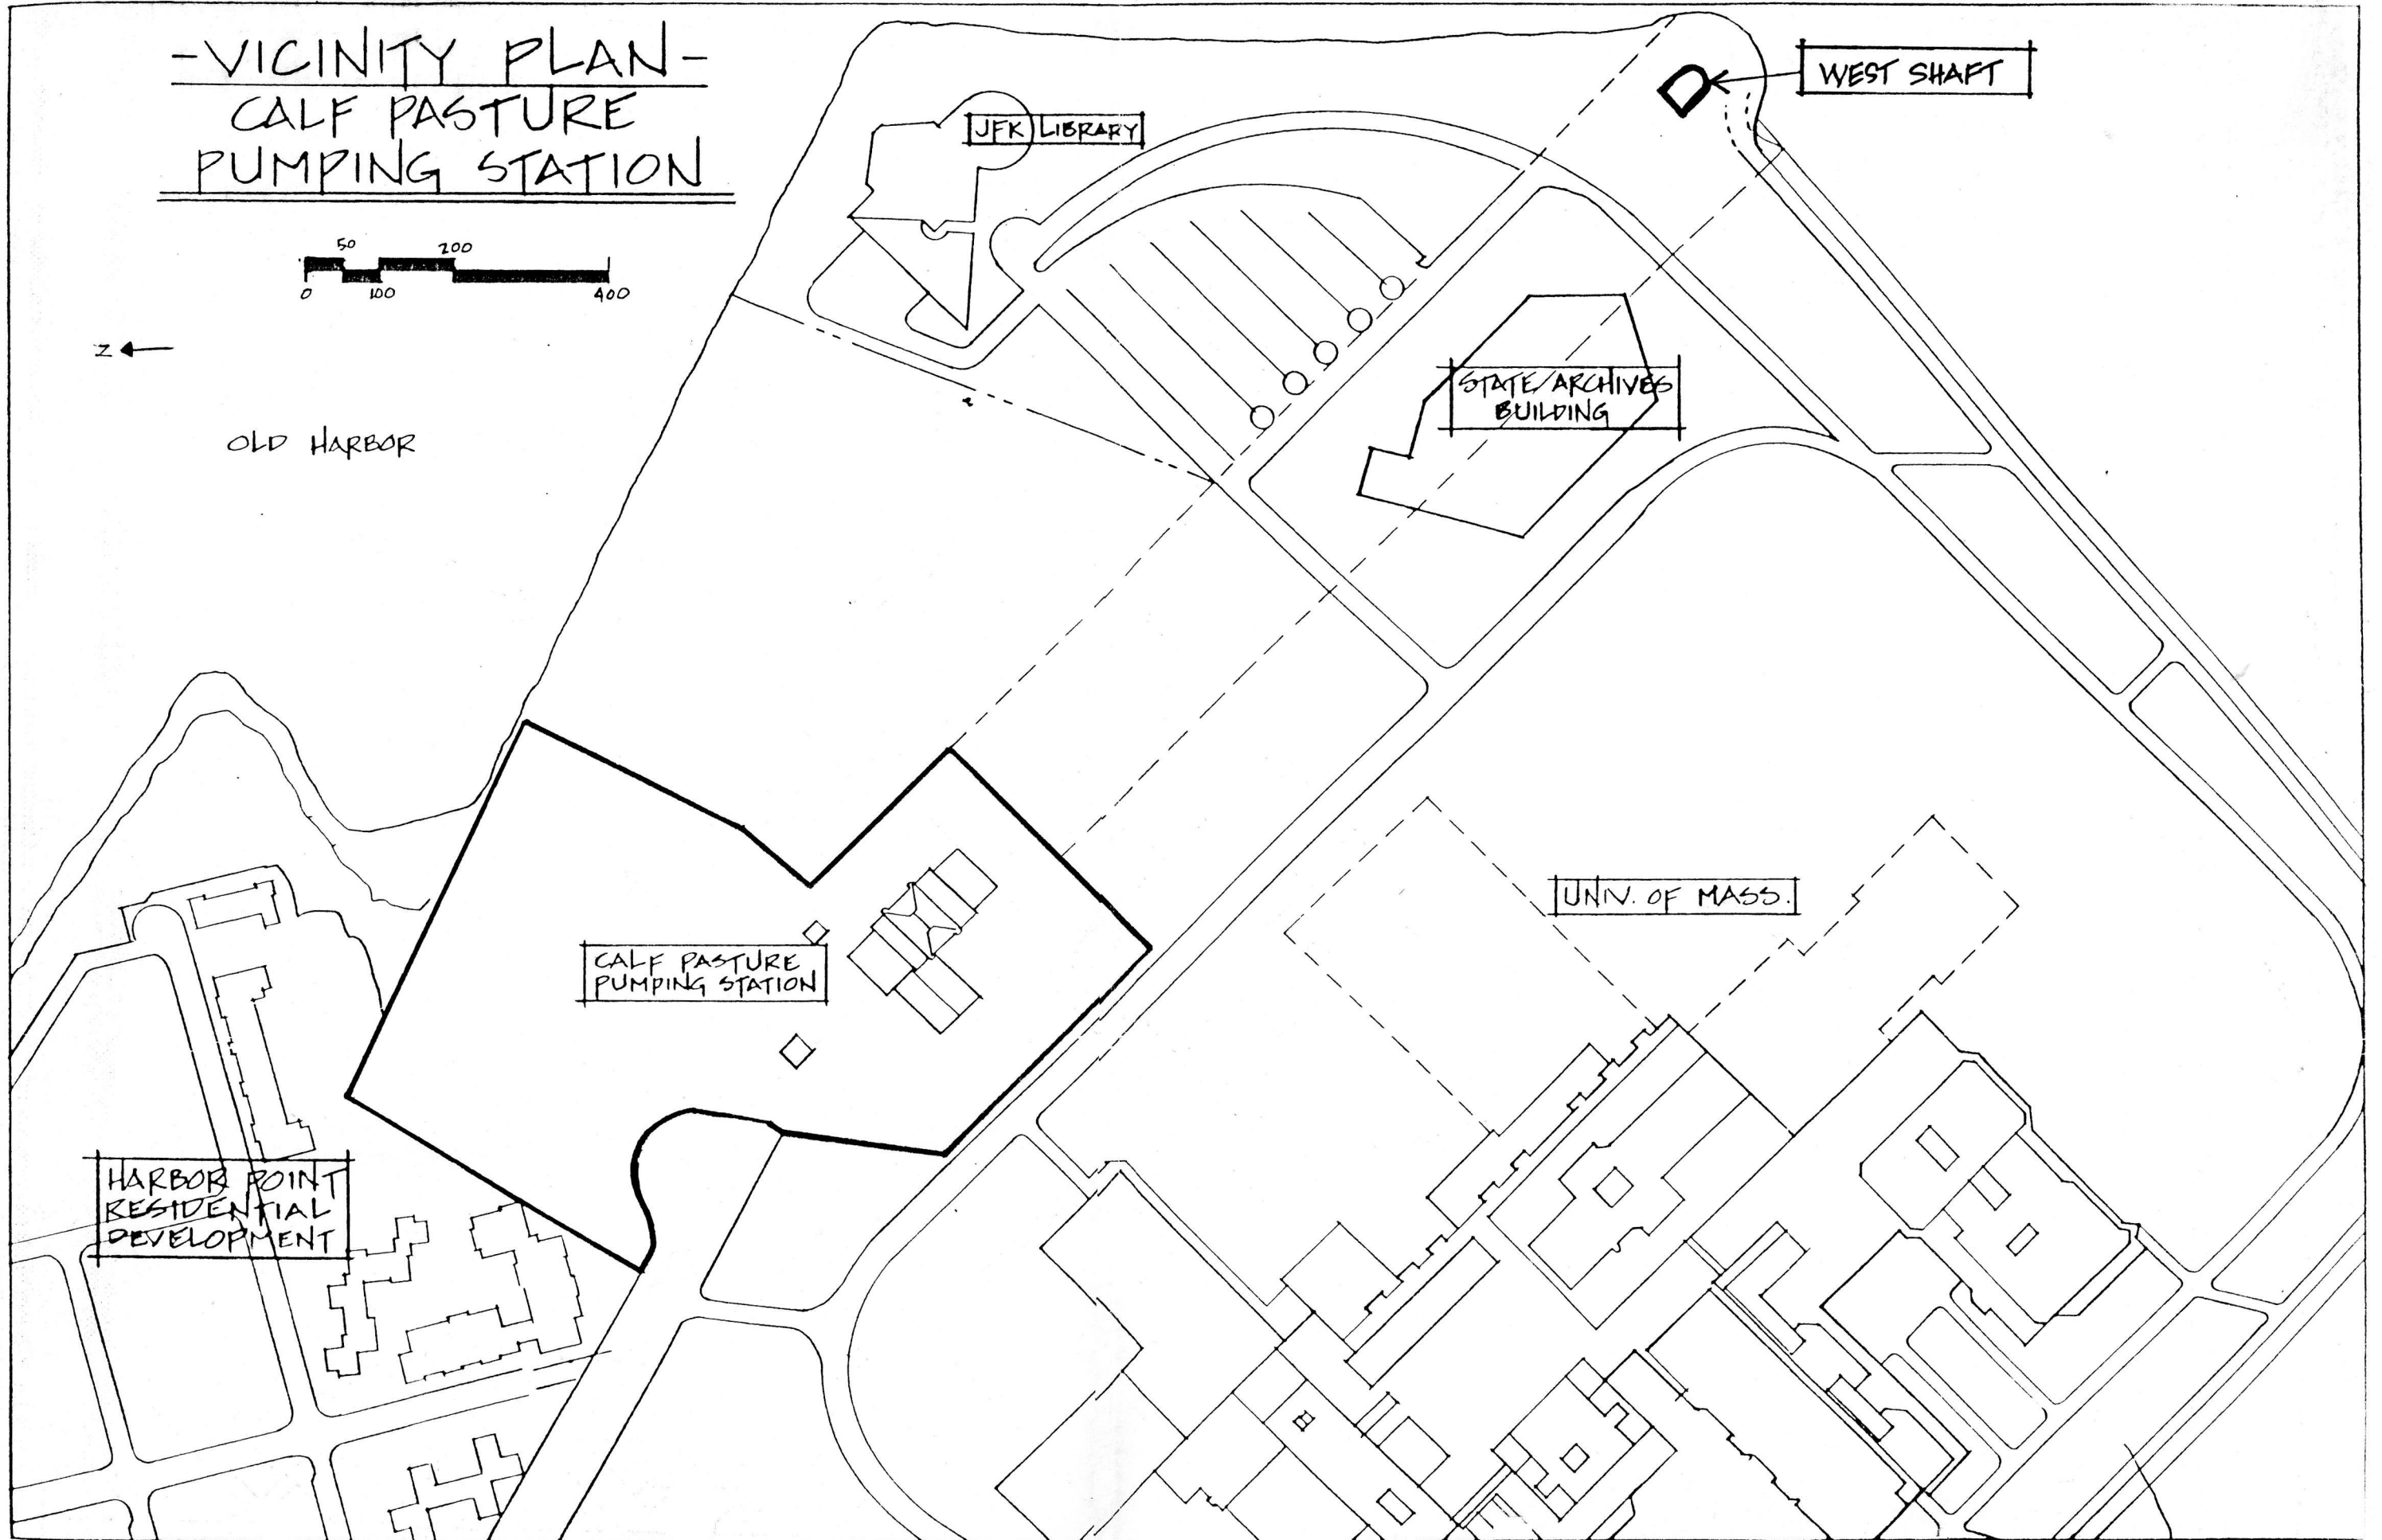 -VICINITY PLAN-
CALF PASTURE
PUMPING STATION
50 200
0 100 400
Z
OLD HARBOR
JFK LIBRARY
WEST SHAFT
STATE ARCHIVES
BUILDING
UNIV. OF MASS.
CALF PASTURE
PUMPING STATION
HARBOR POINT
RESIDENTIAL
DEVELOPMENT